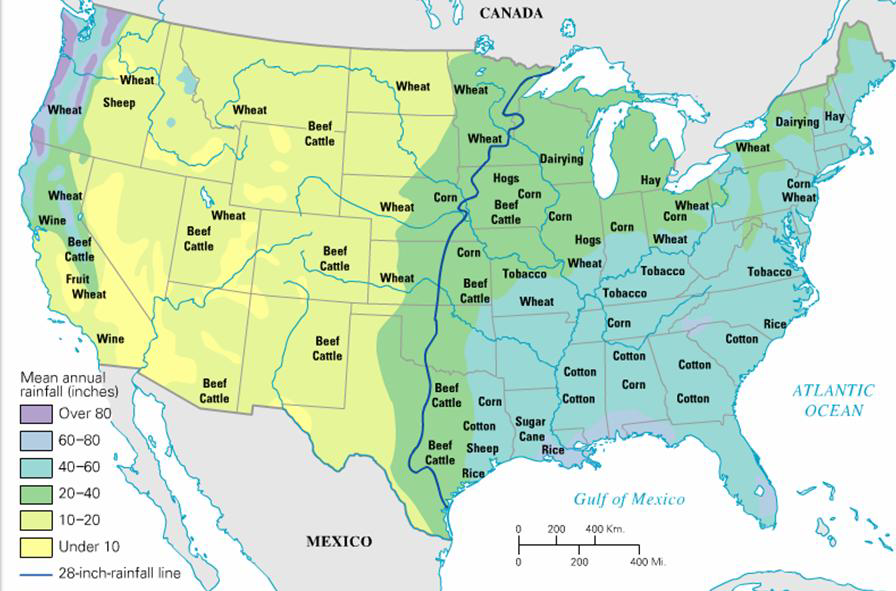 CANADA
Wheat
Sheep
Wheat
Wheat
Wheat
Wheat
Beef
Cattle
Wheat
Dairying
Hay
Wheat
Dairying
Hay
Hogs
Corn
Beef
Cattle
Corn
Wheat
Corn
Wheat
Corn
Wheat
Wheat
Wine
Wheat
Corn
Corn
Hogs
Wheat
Beef
Cattle
Beef
Cattle
Beef
Cattle
Corn
Wheat
Fruit
Wheat
Wheat
Beef
Cattle
Tobacco
Tobacco
Tobacco
Tobacco
Wheat
Corn
Rice
Wine
Beef
Cattle
Cotton
Cotton
Cotton
Cotton
Corn
Beef
Cattle
Beef
Cattle
Corn
Cotton
Cotton
Cotton
Sugar
Cane
Beef
Cattle
Sheep
Rice
Rice
Mean annual
rainfall (inches)
Over 80
60–80
40–60
20–40
10–20
Under 10
28-inch-rainfall line
ATLANTIC
OCEAN
Gulf of Mexico
MEXICO
0 200 400 Km.
0 200 400 Mi.